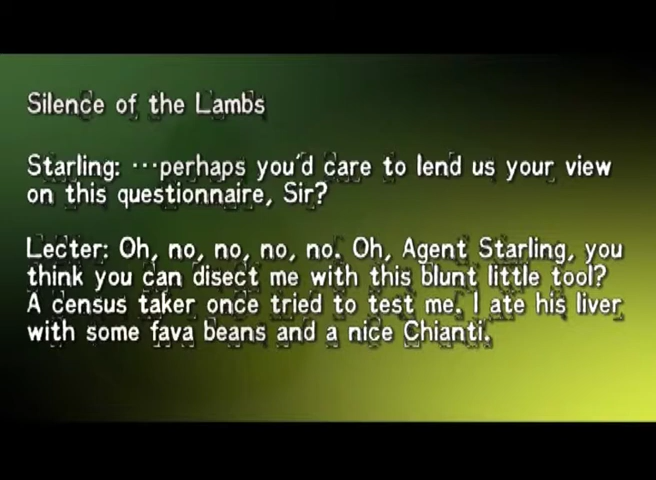 Silence of the Lambs
Starling: ···perhaps you'd care to lend us your view
on this questionnaire, Sir?
Lecter: Oh, no, no, no, no. Oh, Agent Starling, you
think you can disect me with this blunt little tool?
A census taker once tried to test me. I ate his liver
with some fava beans and a nice Chianti.